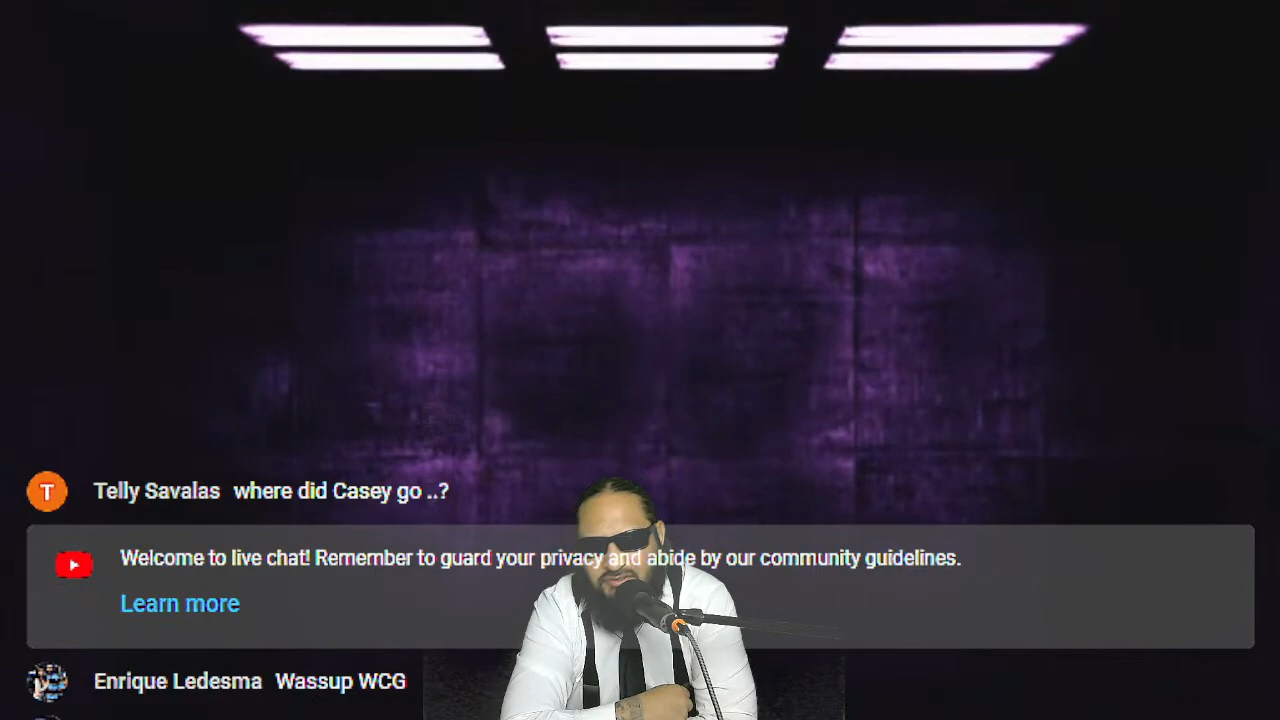 Telly Savalas where did Casey go ..?
Welcome to live chat! Remember to guard your privacy and abide by our community guidelines.
Learn more
Enrique Ledesma Wassup WCG